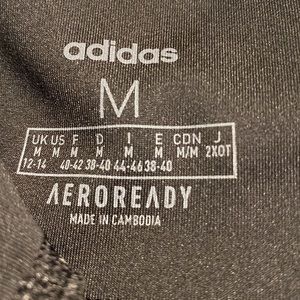 adidas
M
UK US F D I E CDN J
M M M M M M M/M 2XOT
12-14 40-42 38-40 44-46 38-40
AEROREADY
MADE IN CAMBODIA